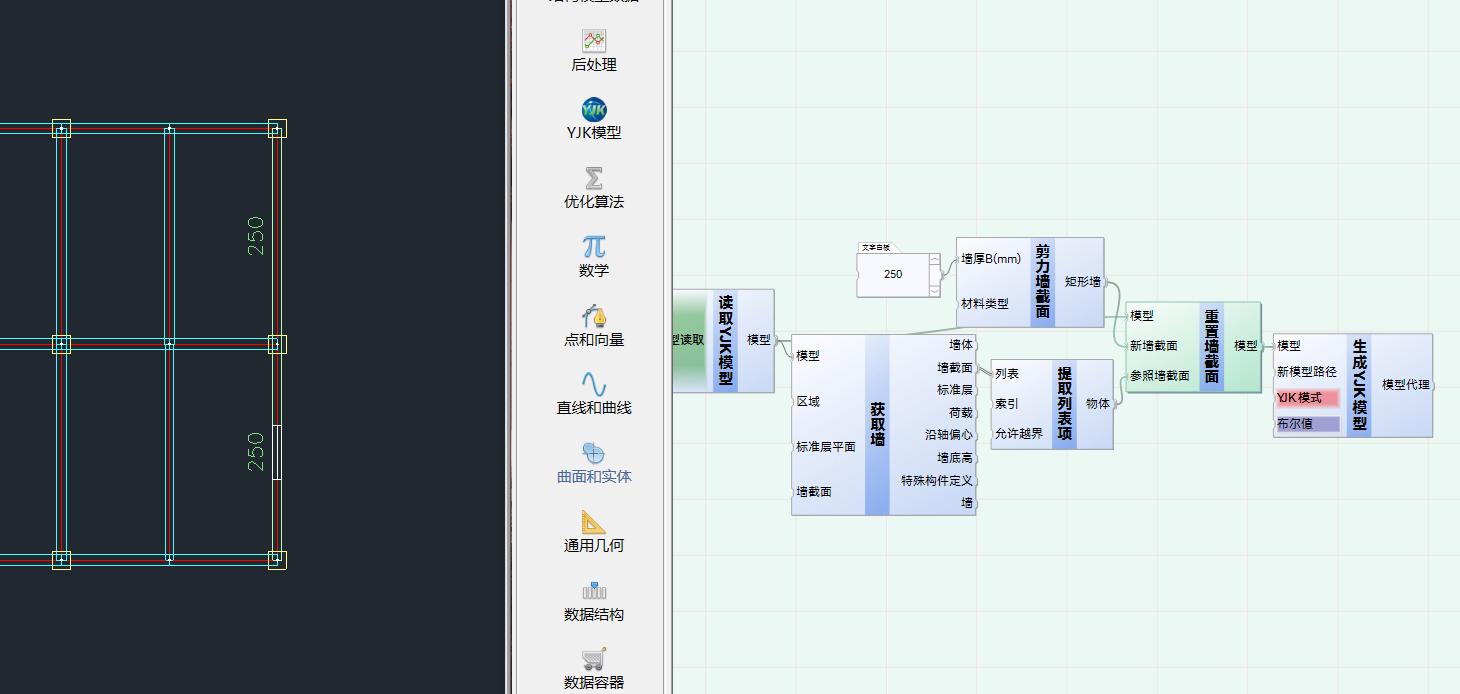 250
250
后处理
YJK
YJK模型
优化算法
数学
点和向量
直线和曲线
曲面和实体
通用几何
数据结构
数据容器
型读取
读取YJK模型
模型
文字白板
250
墙厚B(mm)
材料类型
剪力墙截面
矩形墙
模型
区域
标准层平面
墙截面
获取墙
墙体
墙截面
标准层
荷载
沿轴偏心
墙底高
特殊构件定义
墙
列表
索引
允许越界
提取列表项
物体
模型
新墙截面
参照墙截面
重置墙截面
模型
模型
新模型路径
YJK模式
布尔值
生成YJK模型
模型代理